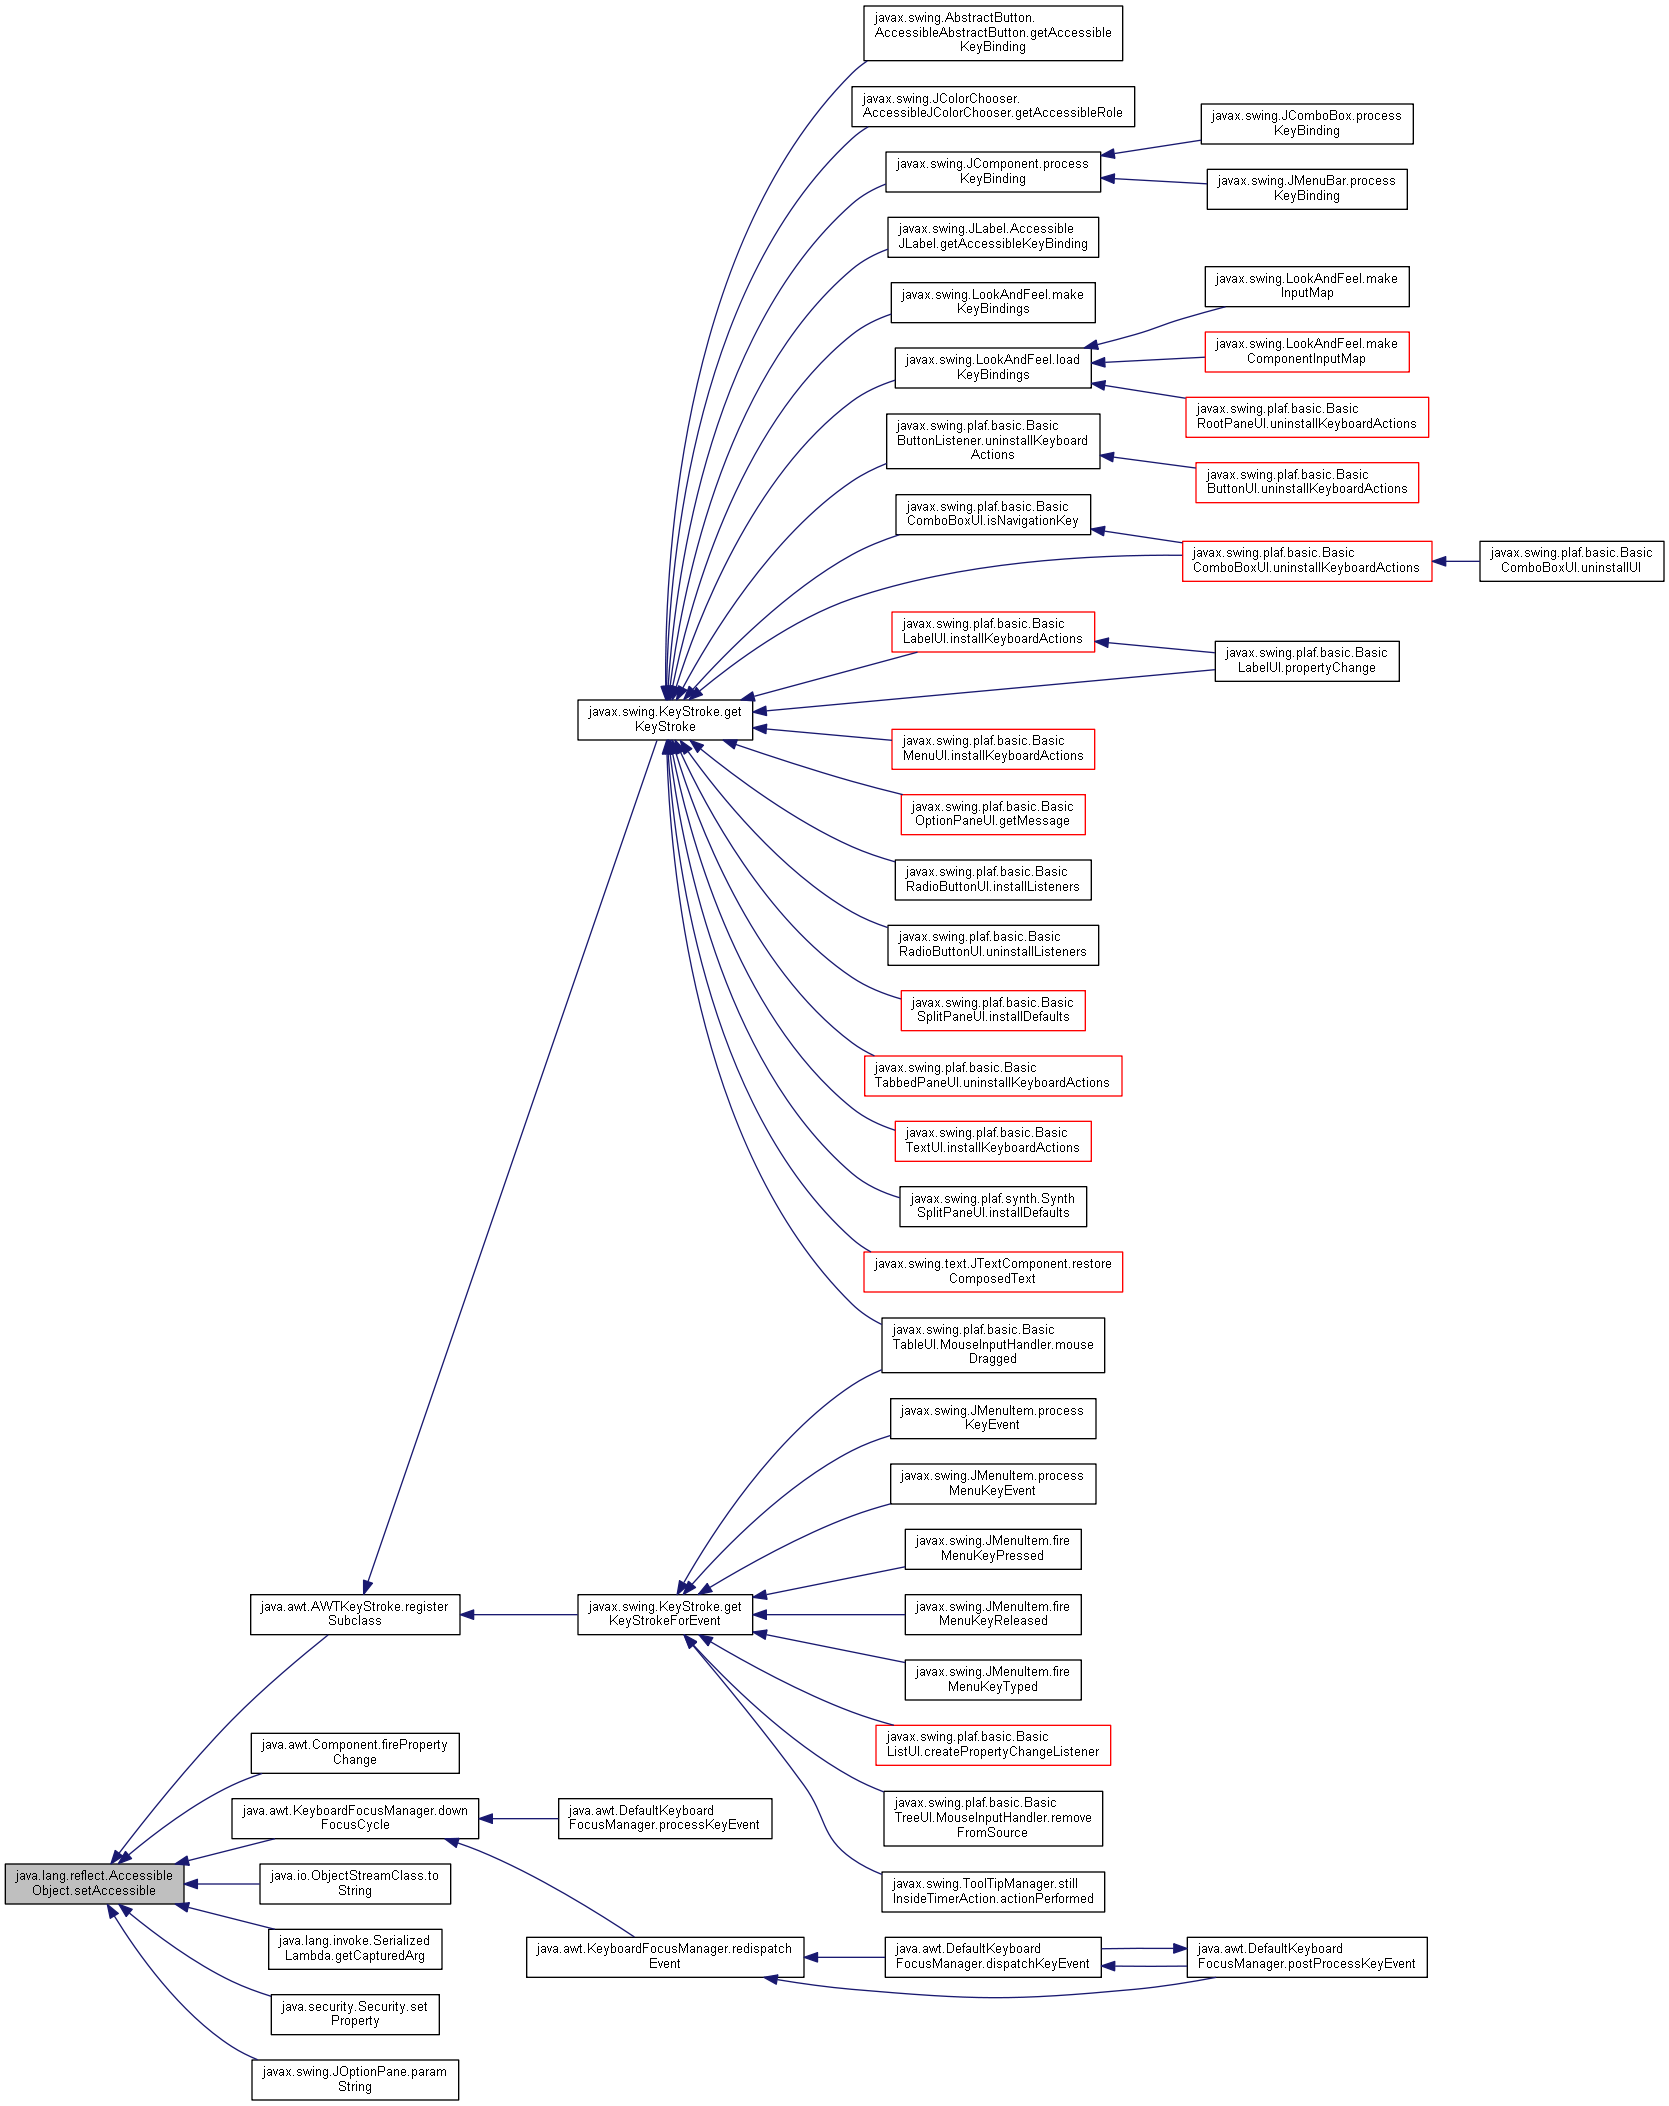 javax.swing.AbstractButton.
AccessibleAbstractButton.getAccessible
KeyBinding
javax.swing.JColorChooser.
AccessibleJColorChooser.getAccessibleRole
javax.swing.JComboBox.process
KeyBinding
javax.swing.JComponent.process
KeyBinding
javax.swing.JMenuBar.process
KeyBinding
javax.swing.JLabel.Accessible
JLabel.getAccessibleKeyBinding
javax.swing.LookAndFeel.make
InputMap
javax.swing.LookAndFeel.make
KeyBindings
javax.swing.LookAndFeel.make
ComponentInputMap
javax.swing.LookAndFeel.load
KeyBindings
javax.swing.plaf.basic.Basic
RootPaneUI.uninstallKeyboardActions
javax.swing.plaf.basic.Basic
ButtonListener.uninstallKeyboard
Actions
javax.swing.plaf.basic.Basic
ButtonUI.uninstallKeyboardActions
javax.swing.plaf.basic.Basic
ComboBoxUI.isNavigationKey
javax.swing.plaf.basic.Basic
ComboBoxUI.uninstallKeyboardActions
javax.swing.plaf.basic.Basic
ComboBoxUI.uninstallUI
javax.swing.plaf.basic.Basic
LabelUI.installKeyboardActions
javax.swing.plaf.basic.Basic
LabelUI.propertyChange
javax.swing.KeyStroke.get
KeyStroke
javax.swing.plaf.basic.Basic
MenuUI.installKeyboardActions
javax.swing.plaf.basic.Basic
OptionPaneUI.getMessage
javax.swing.plaf.basic.Basic
RadioButtonUI.installListeners
javax.swing.plaf.basic.Basic
RadioButtonUI.uninstallListeners
javax.swing.plaf.basic.Basic
SplitPaneUI.installDefaults
javax.swing.plaf.basic.Basic
TabbedPaneUI.uninstallKeyboardActions
javax.swing.plaf.basic.Basic
TextUI.installKeyboardActions
javax.swing.plaf.synth.Synth
SplitPaneUI.installDefaults
javax.swing.text.JTextComponent.restore
ComposedText
javax.swing.plaf.basic.Basic
TableUI.MouseInputHandler.mouse
Dragged
javax.swing.JMenuItem.process
KeyEvent
javax.swing.JMenuItem.process
MenuKeyEvent
javax.swing.JMenuItem.fire
MenuKeyPressed
java.awt.AWTKeyStroke.register
Subclass
javax.swing.KeyStroke.get
KeyStrokeForEvent
javax.swing.JMenuItem.fire
MenuKeyReleased
javax.swing.JMenuItem.fire
MenuKeyTyped
javax.swing.plaf.basic.Basic
ListUI.createPropertyChangeListener
java.awt.Component.fireProperty
Change
java.awt.KeyboardFocusManager.down
FocusCycle
java.awt.DefaultKeyboard
FocusManager.processKeyEvent
javax.swing.plaf.basic.Basic
TreeUI.MouseInputHandler.remove
FromSource
java.lang.reflect.Accessible
Object.setAccessible
java.io.ObjectStreamClass.to
String
javax.swing.ToolTipManager.still
InsideTimerAction.actionPerformed
java.lang.invoke.Serialized
Lambda.getCapturedArg
java.awt.KeyboardFocusManager.redispatch
Event
java.awt.DefaultKeyboard
FocusManager.dispatchKeyEvent
java.awt.DefaultKeyboard
FocusManager.postProcessKeyEvent
java.security.Security.set
Property
javax.swing.JOptionPane.param
String